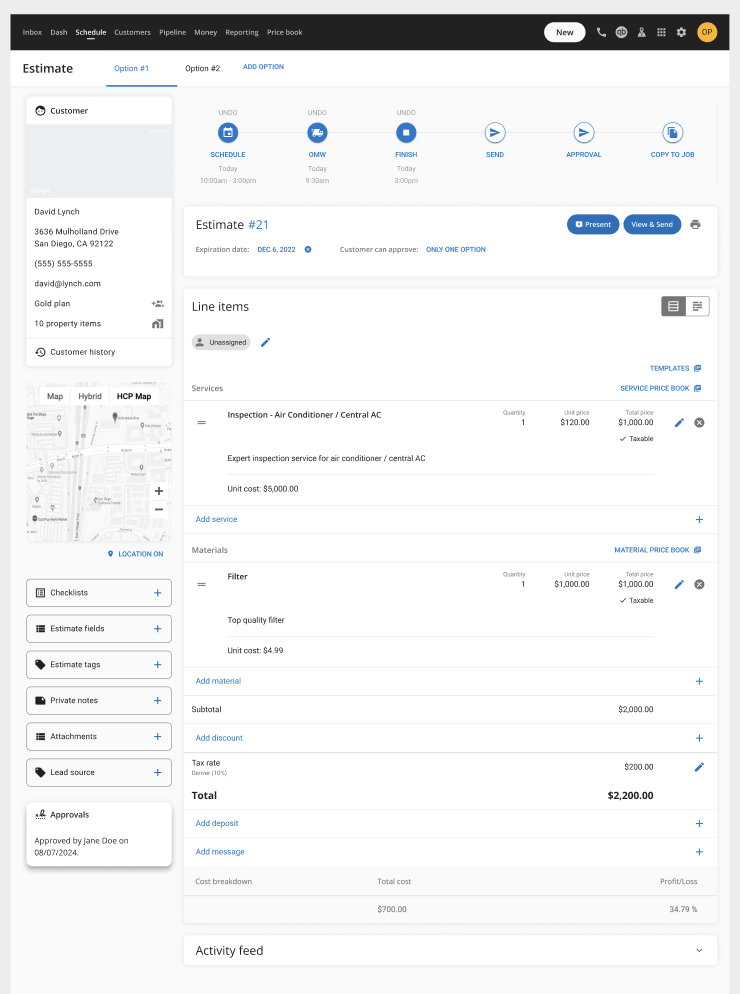 Inbox Dash Schedule Customers Pipeline Money Reporting Price book New qb OP
Estimate Option #1 Option #2 ADD OPTION
Customer
David Lynch
3636 Mulholland Drive
San Diego, CA 92122
(555) 555-5555
david@lynch.com
Gold plan
10 property items
Customer history
Map Hybrid HCP Map
LOCATION ON
Checklists
Estimate fields
Estimate tags
Private notes
Attachments
Lead source
Approvals
Approved by Jane Doe on
08/07/2024.
UNDO UNDO UNDO
SCHEDULE OMW FINISH SEND APPROVAL COPY TO JOB
Today Today Today
10:00am - 3:00pm 9:30am 3:00pm
Estimate #21 Present View & Send
Expiration date: DEC 6, 2022 Customer can approve: ONLY ONE OPTION
Line items
Unassigned
TEMPLATES
Services SERVICE PRICE BOOK
Inspection - Air Conditioner / Central AC Quantity Unit price Total price
1 $120.00 $1,000.00
Taxable
Expert inspection service for air conditioner / central AC
Unit cost: $5,000.00
Add service
Materials MATERIAL PRICE BOOK
Filter Quantity Unit price Total price
1 $1,000.00 $1,000.00
Taxable
Top quality filter
Unit cost: $4.99
Add material
Subtotal $2,000.00
Add discount
Tax rate $200.00
Denver (10%)
Total $2,200.00
Add deposit
Add message
Cost breakdown Total cost Profit/Loss
$700.00 34.79 %
Activity feed